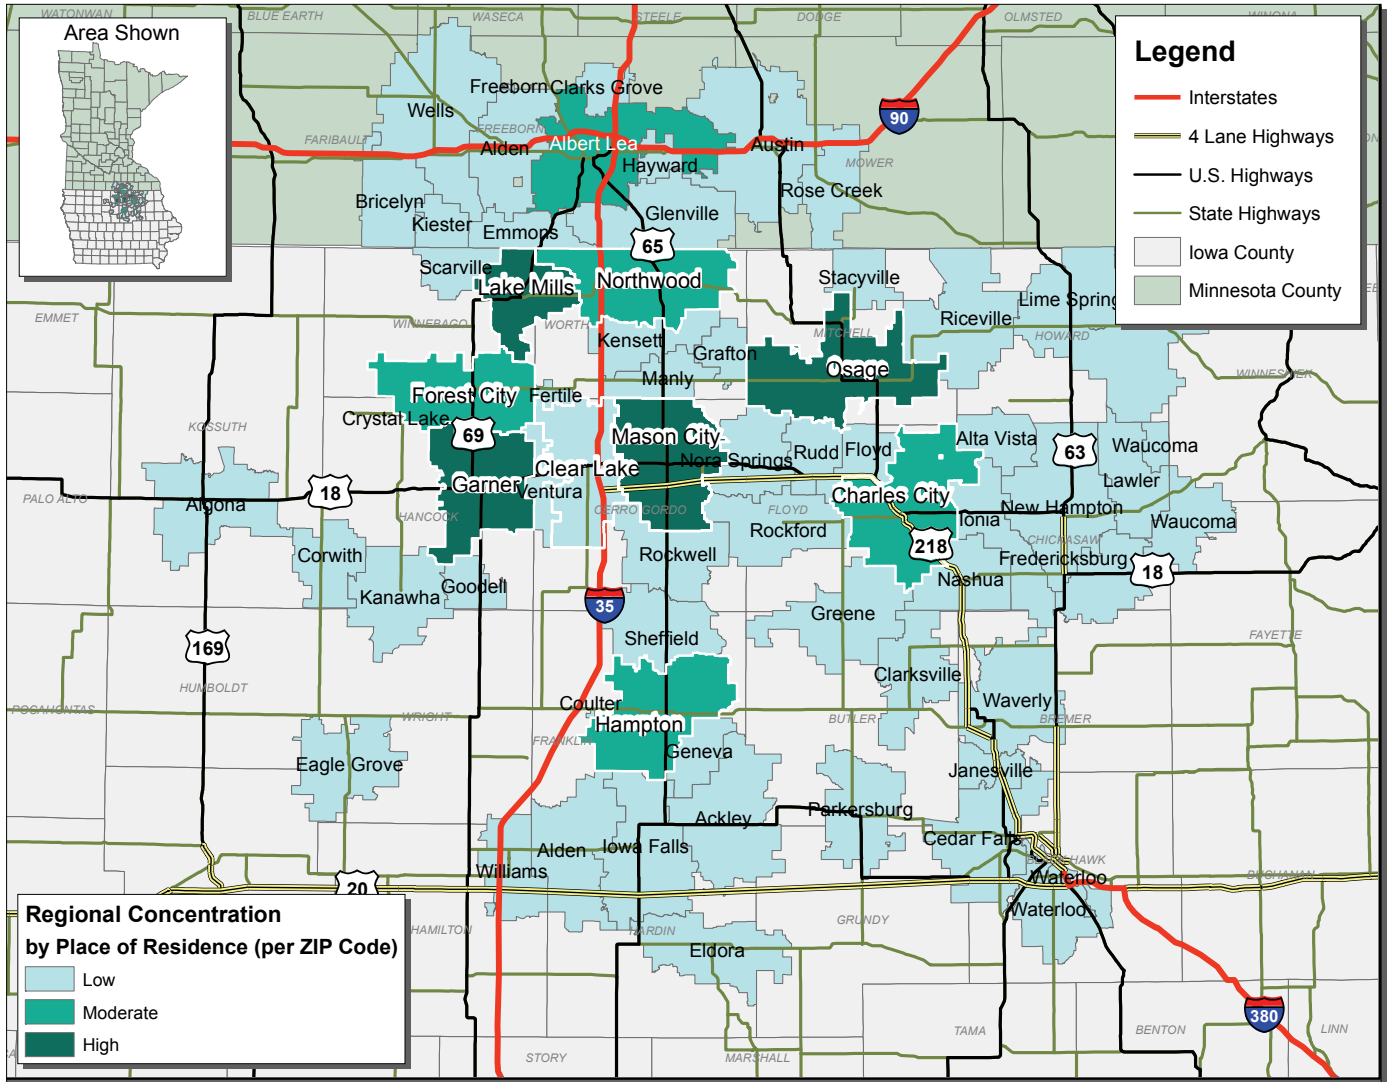 WATONWAN
BLUE EARTH
WASECA
STEELE
DODGE
OLMSTED
WINONA
Area Shown
Legend
Interstates
4 Lane Highways
U.S. Highways
State Highways
Iowa County
Minnesota County
Freeborn
Clarks Grove
Wells
90
FREEBORN
FARIBAULT
Alden
Albert Lea
Austin
Hayward
MOWER
Rose Creek
Bricelyn
Kiester
Emmons
Glenville
65
Scarville
Lake Mills
Northwood
Stacyville
Lime Spring
Riceville
EMMET
WINNEBAGO
WORTH
MITCHELL
HOWARD
Kensett
Grafton
Osage
WINNESHIEK
Manly
Forest City
Fertile
Crystal Lake
KOSSUTH
69
Mason City
Nora Springs
Rudd
Floyd
Alta Vista
63
Waucoma
Clear Lake
Lawler
PALO ALTO
Algona
18
Garner
Ventura
HANCOCK
CERRO GORDO
FLOYD
Charles City
Rockford
Ionia
New Hampton
Waucoma
CHICKASAW
218
Fredericksburg
18
Corwith
Rockwell
Nashua
Goodell
Kanawha
35
Greene
169
Sheffield
FAYETTE
Clarksville
HUMBOLDT
Waverly
POCAHONTAS
WRIGHT
Coulter
Hampton
BUTLER
BREMER
FRANKLIN
Geneva
Eagle Grove
Janesville
Parkersburg
Ackley
Cedar Falls
Alden
Iowa Falls
BLACK HAWK
Williams
Waterloo
BUCHANAN
20
Waterloo
GRUNDY
HAMILTON
HARDIN
Eldora
Regional Concentration
by Place of Residence (per ZIP Code)
Low
Moderate
High
380
TAMA
BENTON
LINN
STORY
MARSHALL